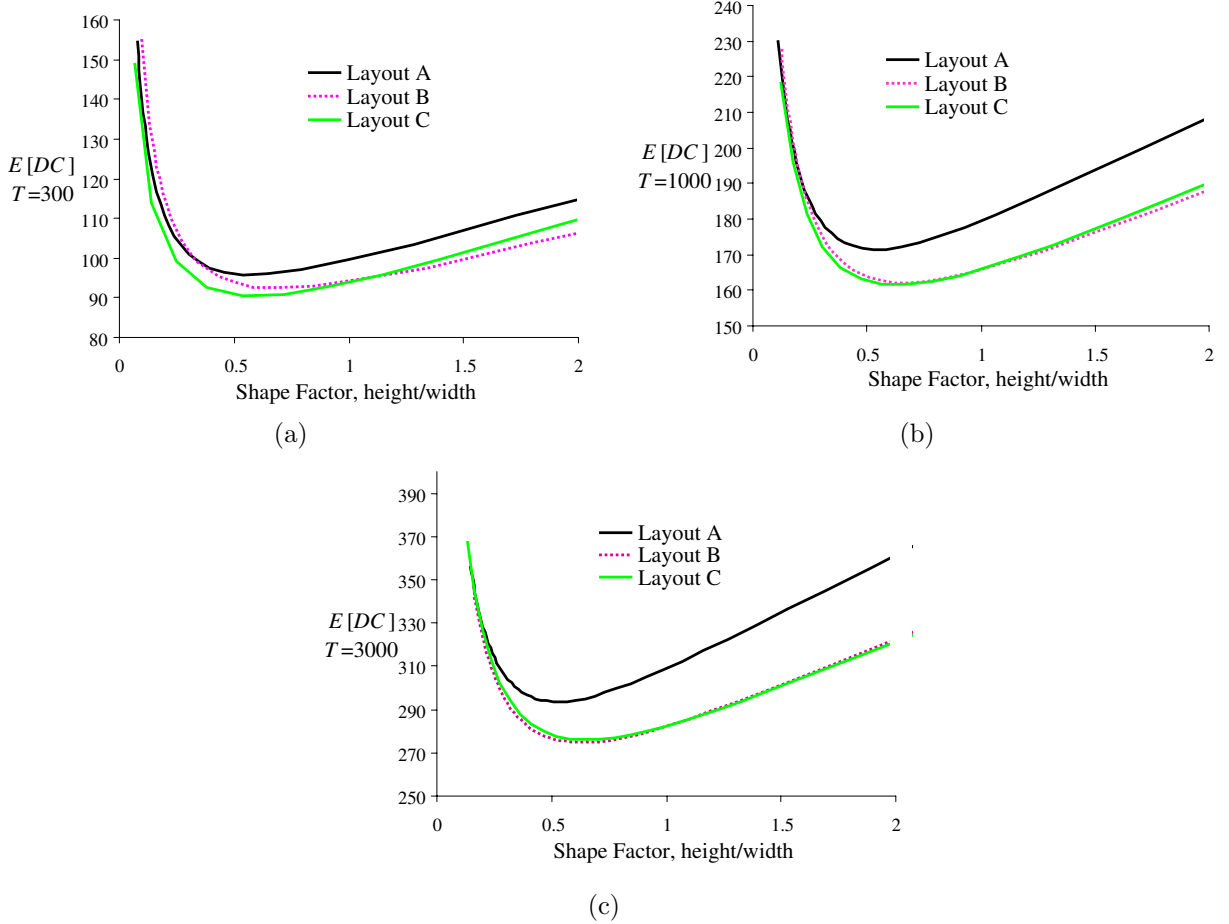 160
150
140
130
120
110
100
90
80
E [DC]
T=300
Layout A
Layout B
Layout C
0
0.5
1
1.5
2
Shape Factor, height/width
(a)
240
230
220
210
200
190
180
170
160
150
E [DC]
T=1000
Layout A
Layout B
Layout C
0
0.5
1
1.5
2
Shape Factor, height/width
(b)
390
370
350
330
310
290
270
250
E [DC]
T=3000
Layout A
Layout B
Layout C
0
0.5
1
1.5
2
Shape Factor, height/width
(c)